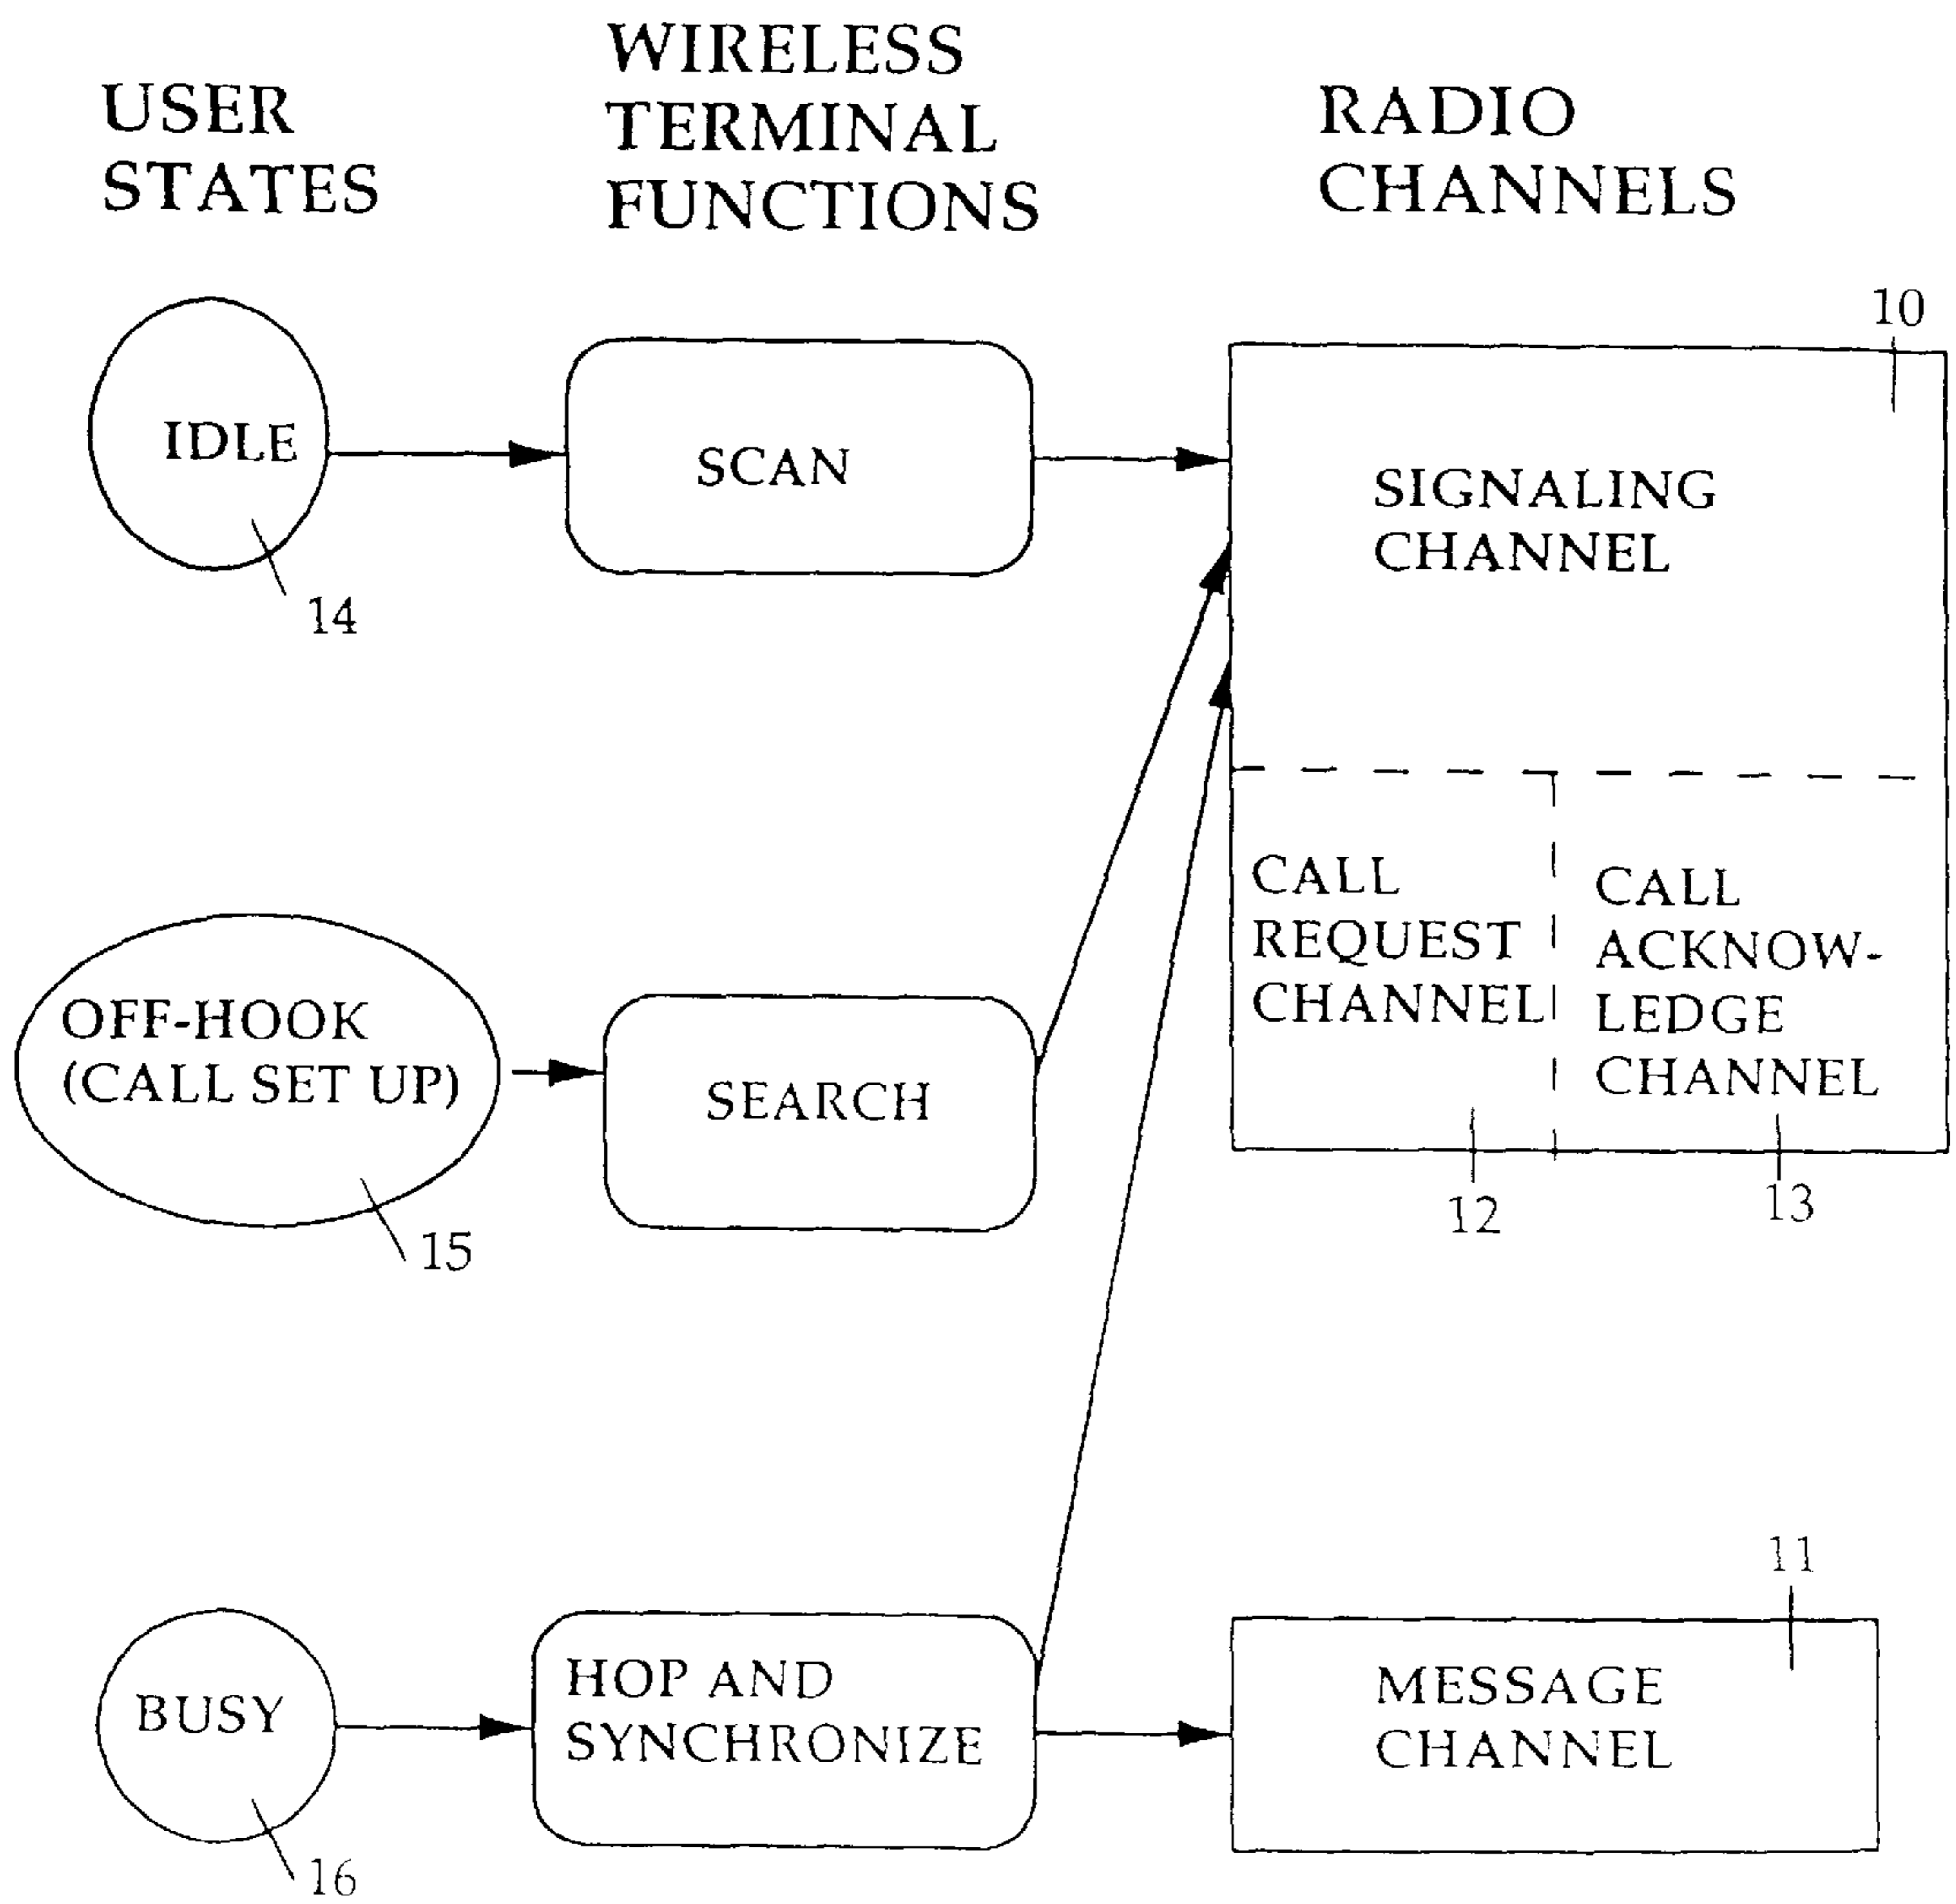 USER
STATES
WIRELESS
TERMINAL
FUNCTIONS
RADIO
CHANNELS
IDLE
14
SCAN
10
SIGNALING
CHANNEL
CALL
REQUEST
CHANNEL
12
CALL
ACKNOW-
LEDGE
CHANNEL
13
OFF-HOOK
(CALL SET UP)
15
SEARCH
BUSY
16
HOP AND
SYNCHRONIZE
11
MESSAGE
CHANNEL